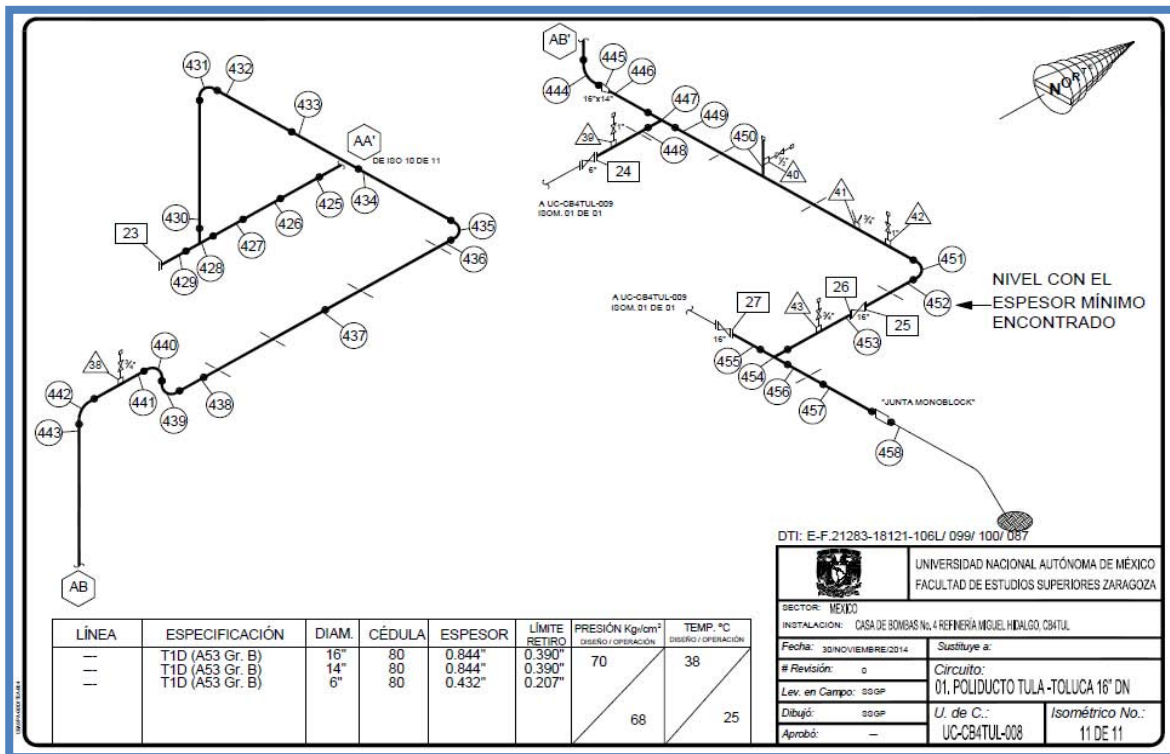 431
432
433
AA'
DE ISO 10 DE 11
434
425
426
427
430
23
428
429
435
436
437
38
3/4"
440
441
442
439
438
443
AB
AB'
445
446
444
16"x14"
447
449
39
1"
448
24
6"
A UC-CB4TUL-009
ISOM. 01 DE 01
450
1/2"
40
41
3/4"
42
1"
451
452
NORTE
NIVEL CON EL
ESPESOR MÍNIMO
ENCONTRADO
A UC-CB4TUL-009
ISOM. 01 DE 01
27
16"
43
3/4"
26
16"
25
453
455
454
456
457
"JUNTA MONOBLOCK"
458
DTI: E-F.21283-18121-106L/ 099/ 100/ 087
LÍNEA ESPECIFICACIÓN DIAM. CÉDULA ESPESOR LÍMITE RETIRO PRESIÓN Kg/cm² DISEÑO / OPERACIÓN TEMP. ºC DISEÑO / OPERACIÓN
--- T1D (A53 Gr. B) 16" 80 0.844" 0.390" 70 38
--- T1D (A53 Gr. B) 14" 80 0.844" 0.390"
--- T1D (A53 Gr. B) 6" 80 0.432" 0.207"
68 25
UNIVERSIDAD NACIONAL AUTÓNOMA DE MÉXICO
FACULTAD DE ESTUDIOS SUPERIORES ZARAGOZA
SECTOR: MÉXICO
INSTALACIÓN: CASA DE BOMBAS No. 4 REFINERÍA MIGUEL HIDALGO, CB4TUL
Fecha: 30/NOVIEMBRE/2014 Sustituye a:
# Revisión: 0 Circuito:
Lev. en Campo: SSGP 01. POLIDUCTO TULA -TOLUCA 16" DN
Dibujó: SSGP U. de C.: Isométrico No.:
Aprobó: --- UC-CB4TUL-008 11 DE 11